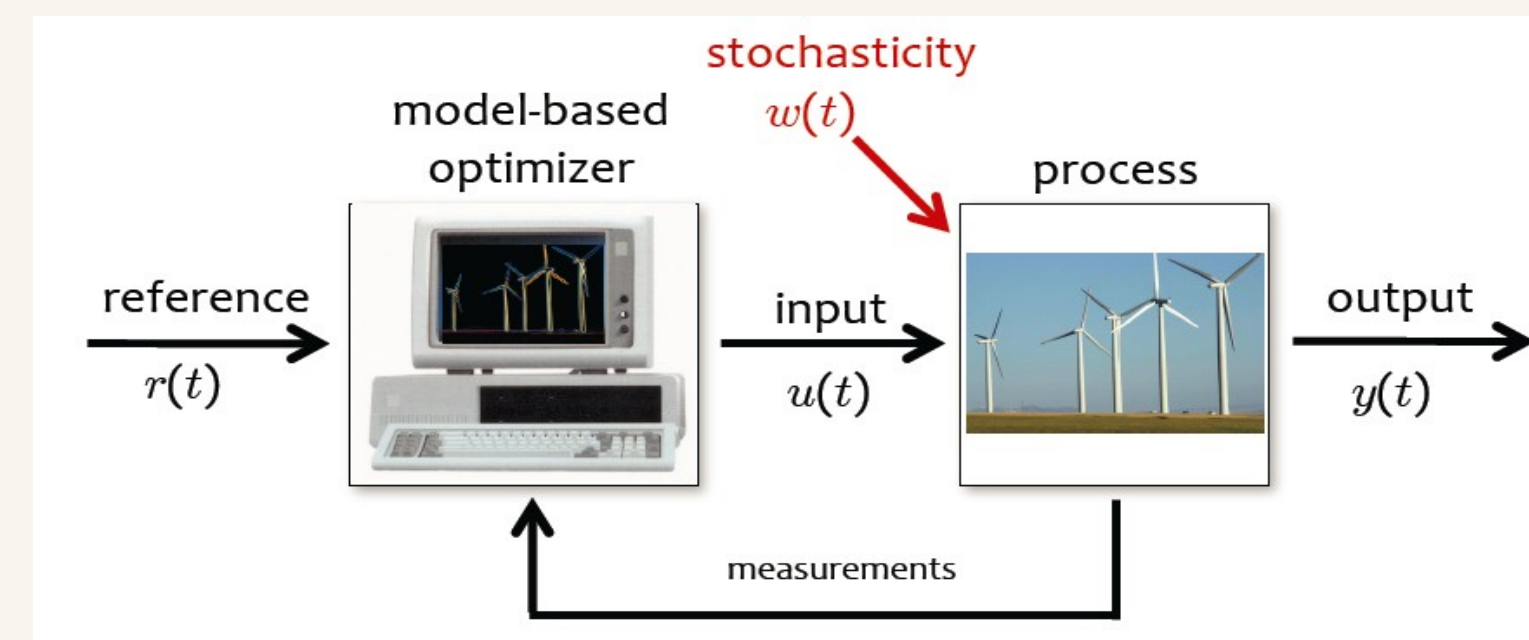 stochasticity
w(t)
model-based
optimizer
process
reference
r(t)
input
u(t)
output
y(t)
measurements